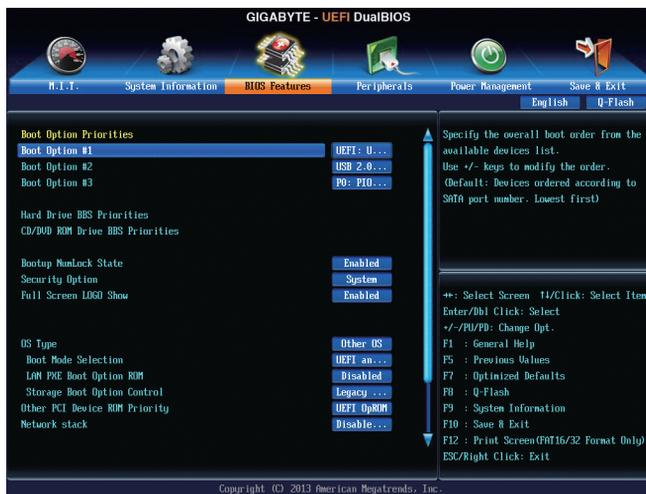 GIGABYTE - UEFI DualBIOS
M.I.T. System Information BIOS Features Peripherals Power Management Save & Exit
English Q-Flash
Boot Option Priorities
Boot Option #1 UEFI: U...
Boot Option #2 USB 2.0...
Boot Option #3 P0: PIO...
Hard Drive BBS Priorities
CD/DVD ROM Drive BBS Priorities
Bootup NumLock State Enabled
Security Option System
Full Screen LOGO Show Enabled
OS Type Other OS
Boot Mode Selection UEFI an...
LAN PXE Boot Option ROM Disabled
Storage Boot Option Control Legacy ...
Other PCI Device ROM Priority UEFI OpROM
Network stack Disable...
Specify the overall boot order from the
available devices list.
Use +/- keys to modify the order.
(Default: Devices ordered according to
SATA port number. Lowest first)
→←: Select Screen ↑↓/Click: Select Item
Enter/Dbl Click: Select
+/-/PU/PD: Change Opt.
F1 : General Help
F5 : Previous Values
F7 : Optimized Defaults
F8 : Q-Flash
F9 : System Information
F10 : Save & Exit
F12 : Print Screen(FAT16/32 Format Only)
ESC/Right Click: Exit
Copyright (C) 2013 American Megatrends, Inc.